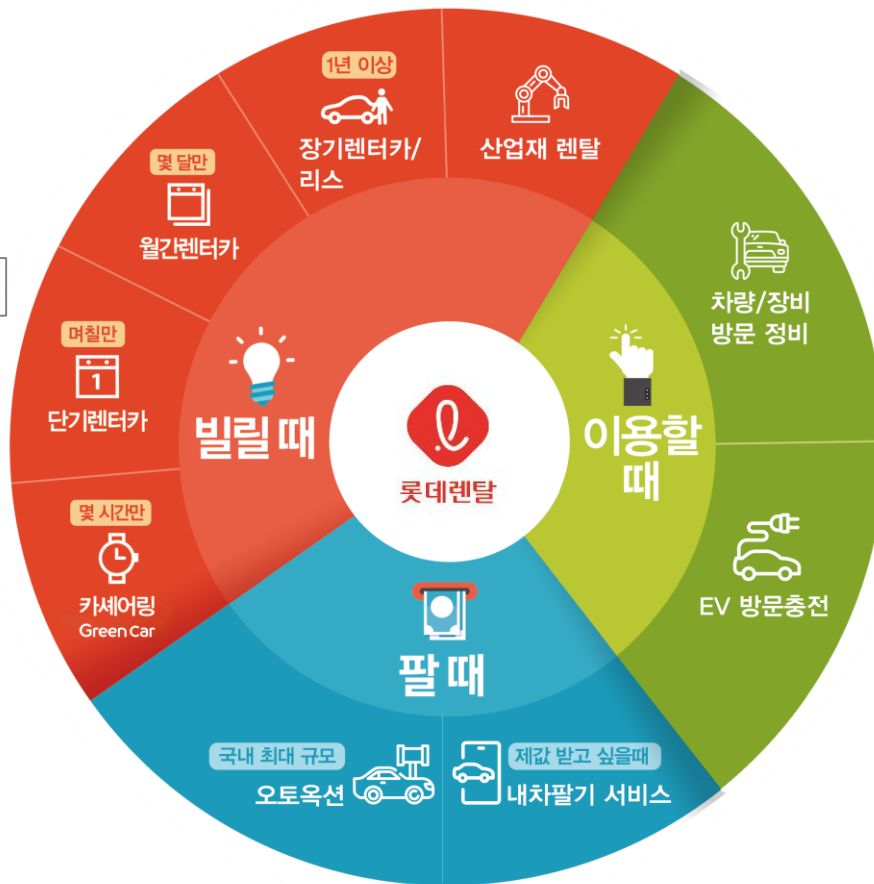 1년 이상
장기렌터카/
리스
산업재 렌탈
몇 달만
월간렌터카
며칠만
1
단기렌터카
몇 시간만
카셰어링
Green Car
빌릴 때
롯데렌탈
이용할
때
차량/장비
방문 정비
EV 방문충전
팔 때
국내 최대 규모
오토옥션
제값 받고 싶을때
내차팔기 서비스